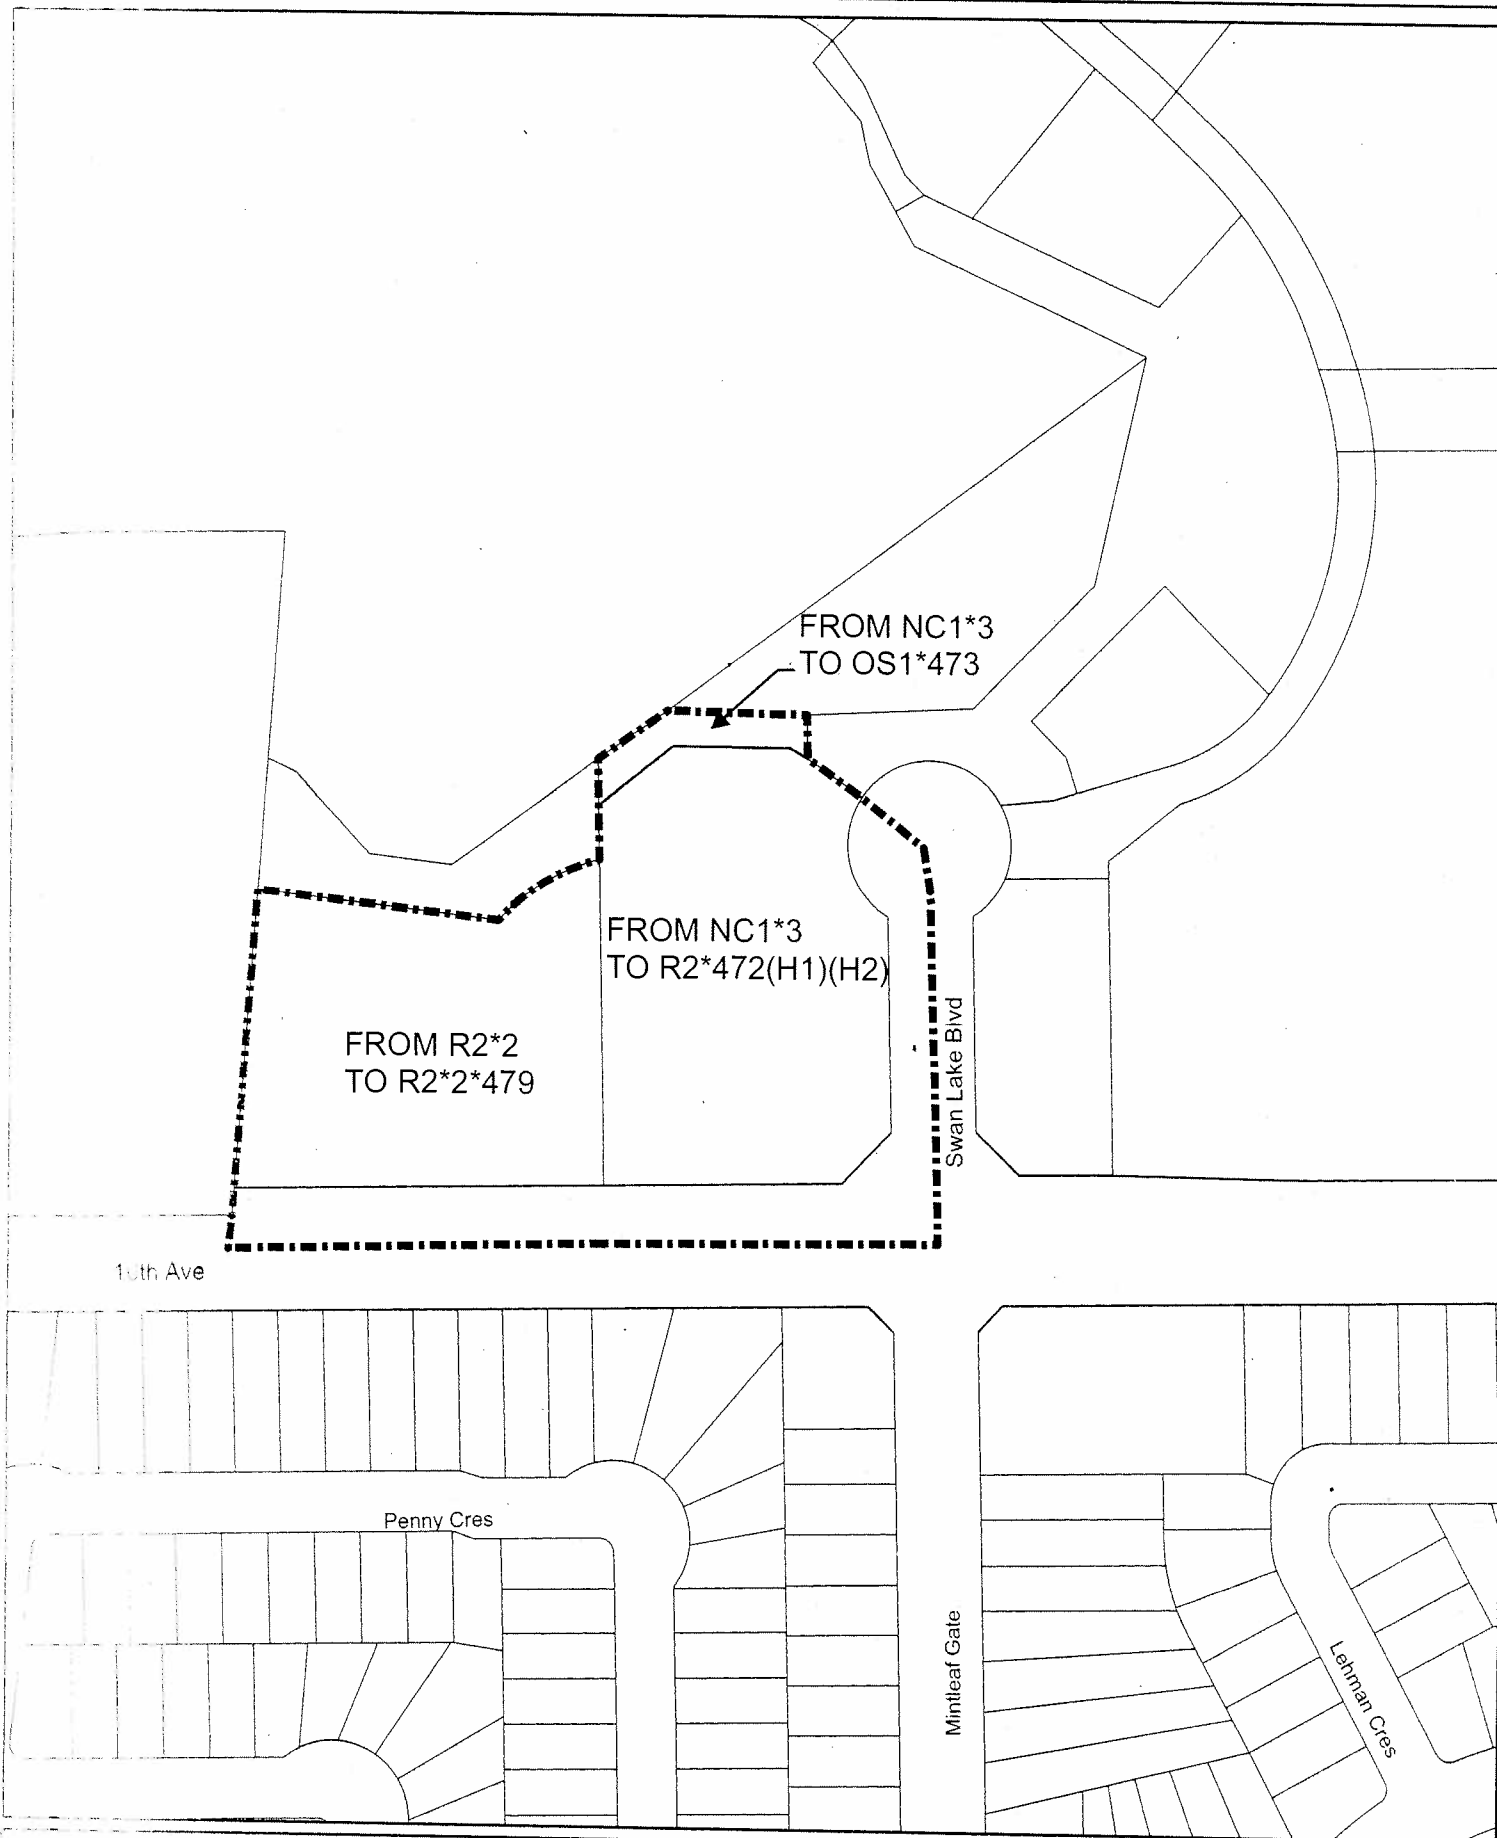 FROM NC1*3
TO OS1*473
FROM NC1*3
TO R2*472(H1)(H2)
FROM R2*2
TO R2*2*479
Swan Lake Blvd
Ave
Penny Cres
Mintleaf Gate
Lehman Cres